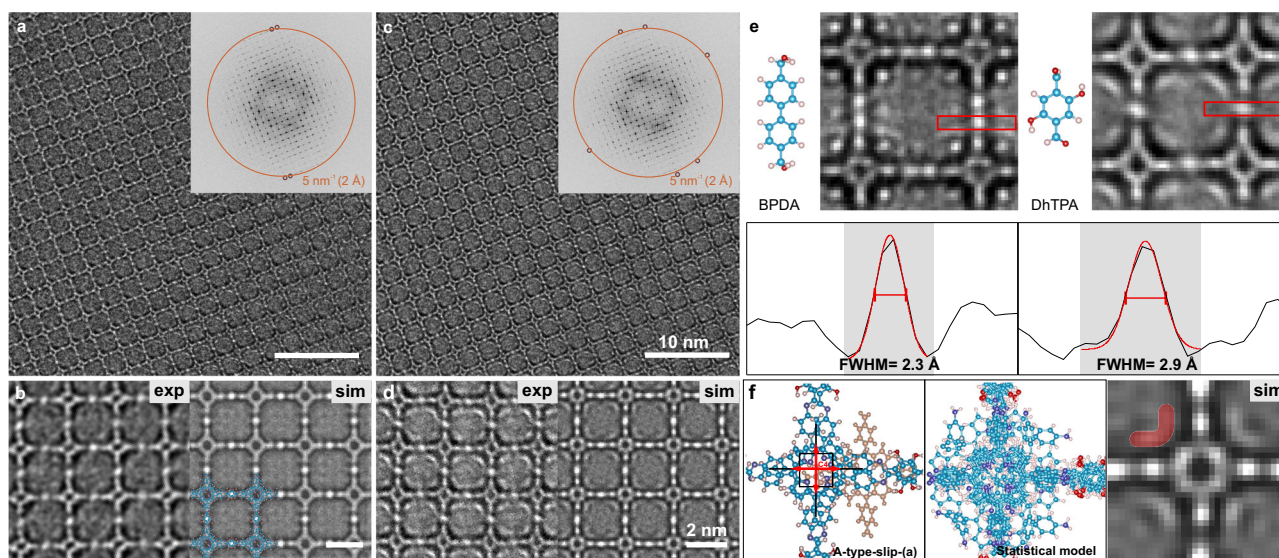 a
5 nm⁻¹ (2 Å)
c
5 nm⁻¹ (2 Å)
10 nm
e
BPDA
DhTPA
FWHM= 2.3 Å
FWHM= 2.9 Å
b
exp
sim
d
exp
sim
2 nm
f
A-type-slip-(a)
Statistical model
sim